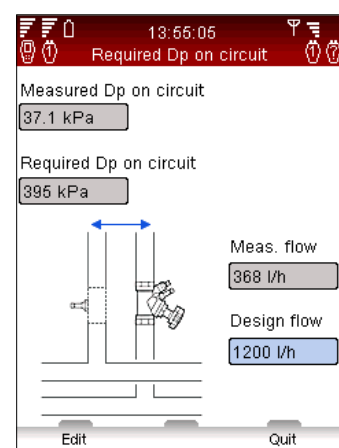 13:55:05
Required Dp on circuit
Measured Dp on circuit
37.1 kPa
Required Dp on circuit
395 kPa
Meas. flow
368 l/h
Design flow
1200 l/h
Edit
Quit